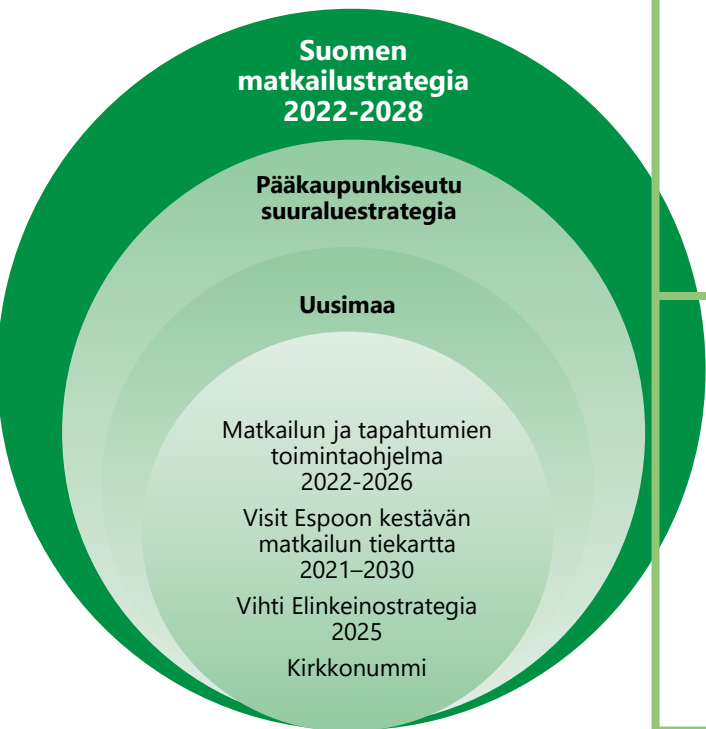 Suomen
matkailustrategia
2022-2028
Pääkaupunkiseutu
suuraluestrategia
Uusimaa
Matkailun ja tapahtumien
toimintaohjelma
2022-2026
Visit Espoon kestävän
matkailun tiekartta
2021–2030
Vihti Elinkeinostrategia
2025
Kirkkonummi